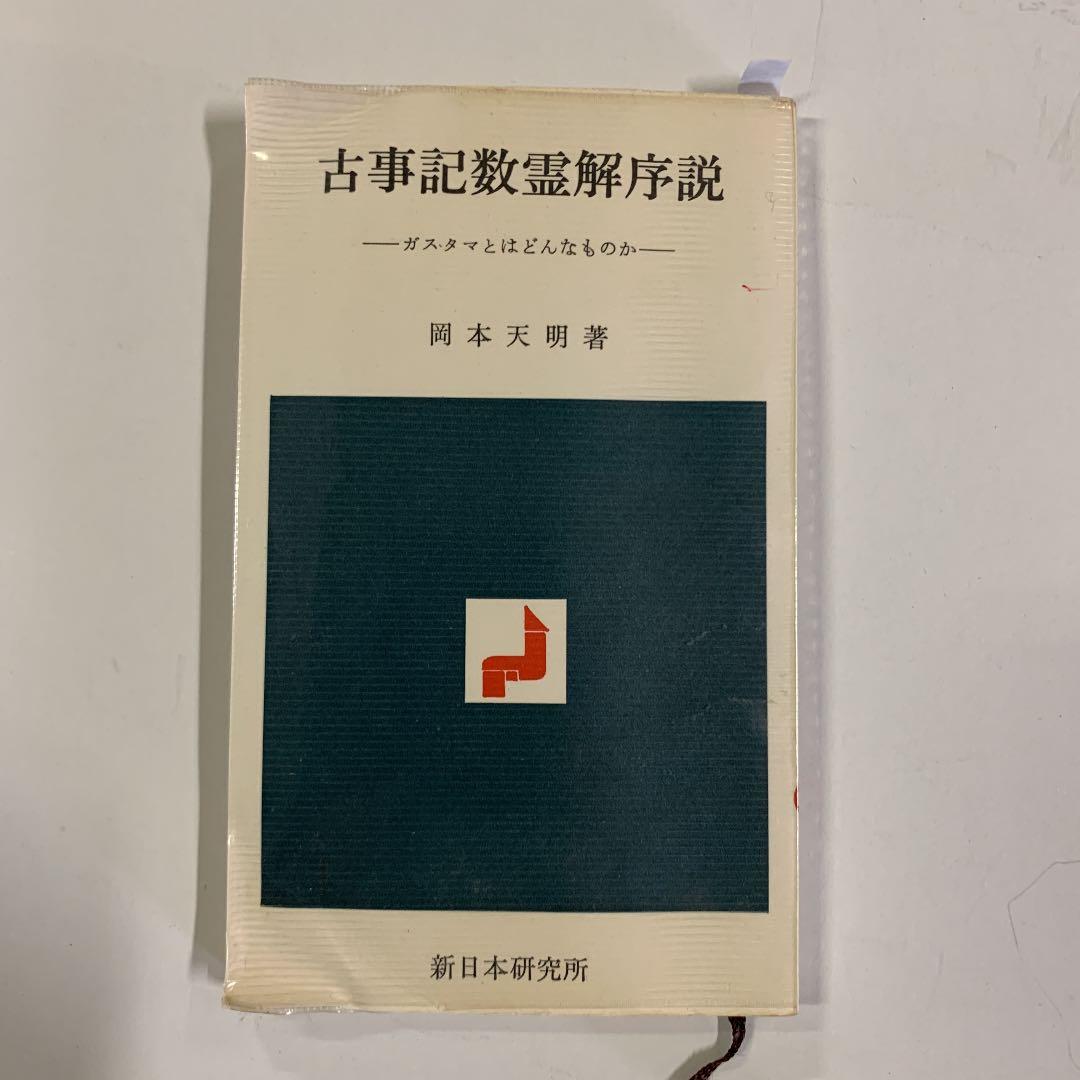 古事記数霊解序説
―ガズタマとはどんなものか―
岡本天明著
新日本研究所